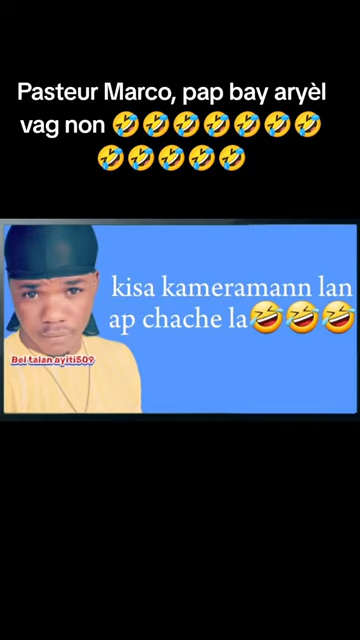 Pasteur Marco, pap bay aryèl
vag non 🤣🤣🤣🤣🤣🤣🤣
🤣🤣🤣🤣🤣
kisa kameramann lan
ap chache la🤣🤣🤣
Bel talan ayiti509